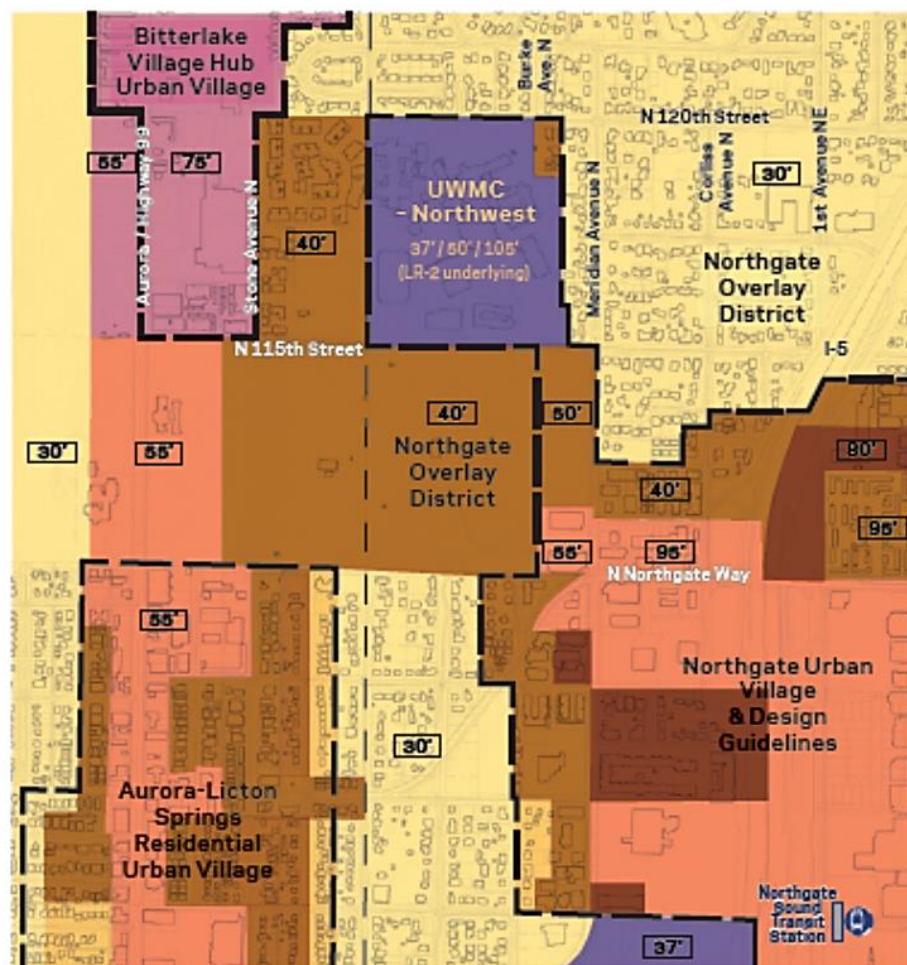 Bitterlake
Village Hub
Urban Village
Burke
Ave. N
N 120th Street
Corliss
Avenue N
1st Avenue NE
30'
55'
75'
Aurora / Highway 99
Stone Avenue N
40'
UWMC
- Northwest
37' / 50' / 105'
(LR-2 underlying)
Meridian Avenue N
Northgate
Overlay
District
N 115th Street
I-5
30'
55'
40'
Northgate
Overlay
District
50'
40'
80'
95'
55'
95'
N Northgate Way
55'
Northgate Urban
Village
& Design
Guidelines
30'
Aurora-Licton
Springs
Residential
Urban Village
Northgate
Sound
Transit
Station
37'